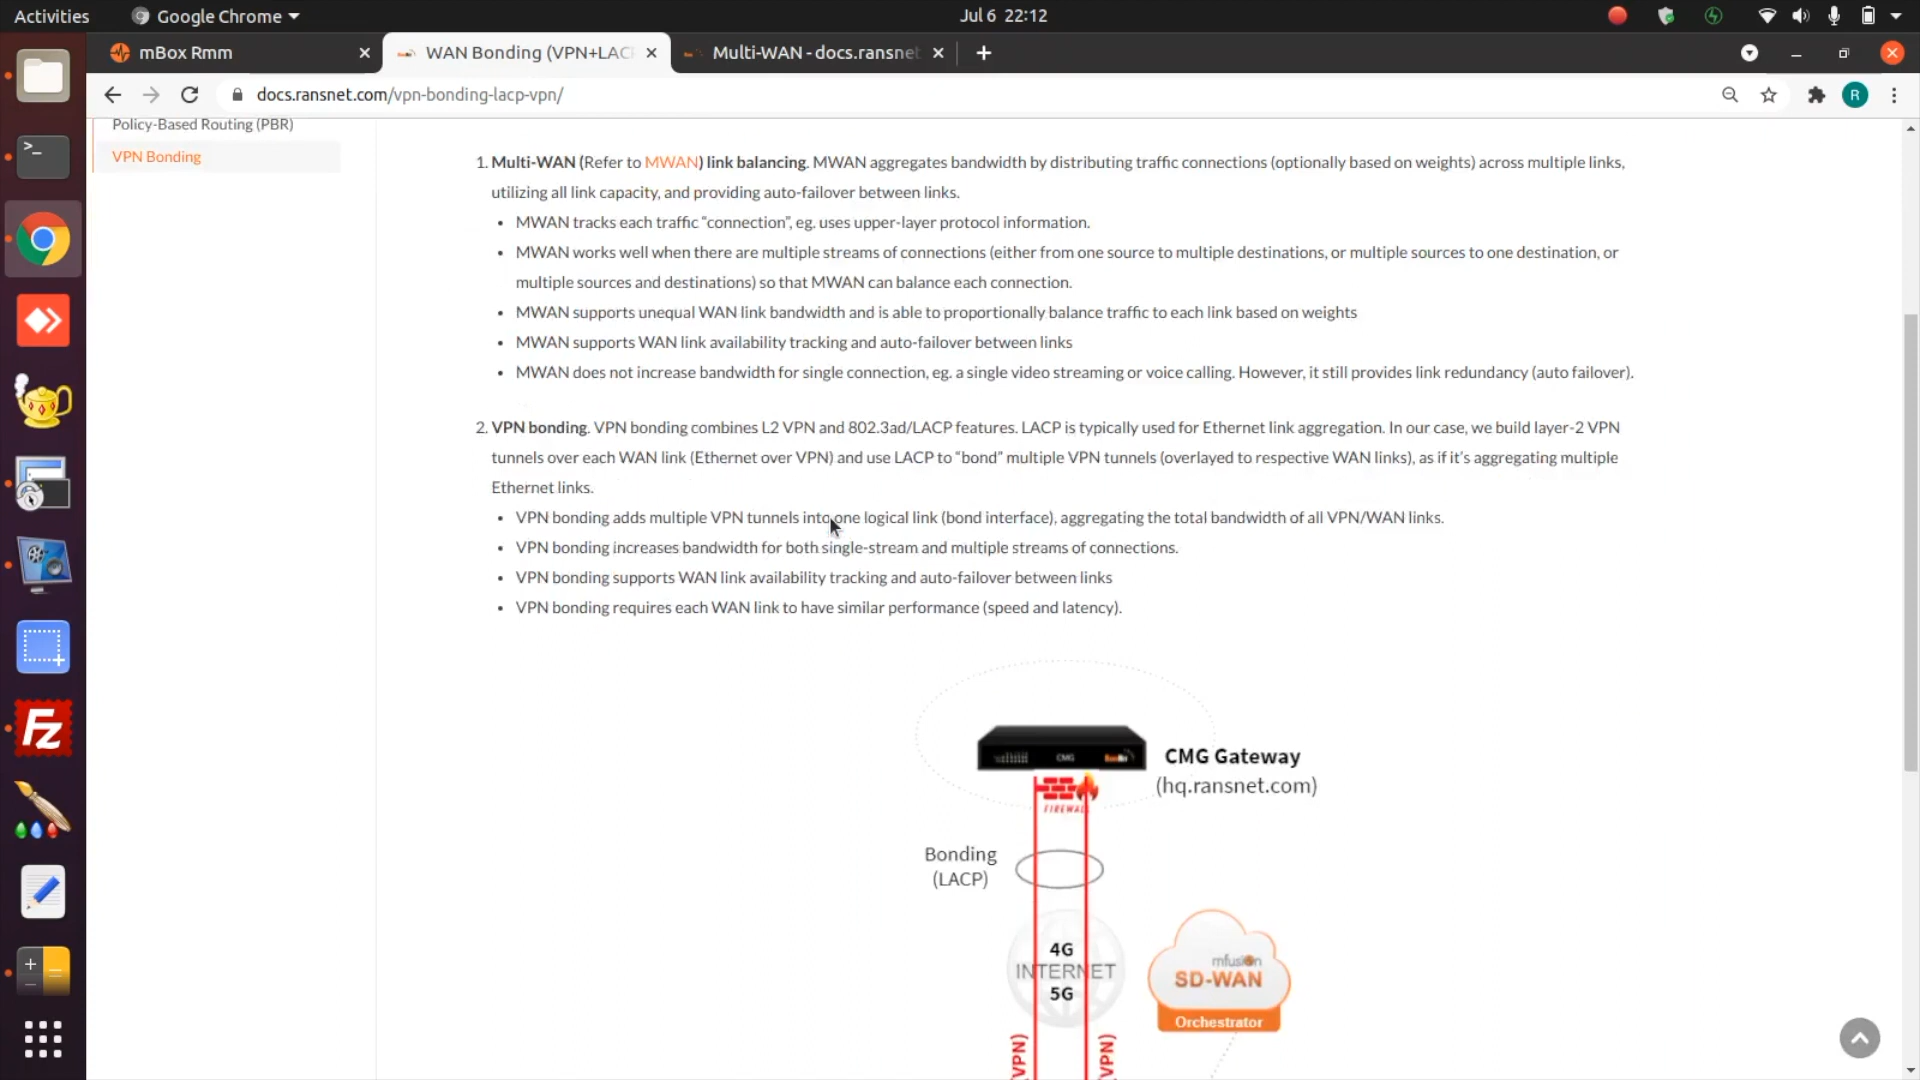 Activities
Google Chrome
Jul 6 22:12
mBox Rmm
WAN Bonding (VPN+LAC
Multi-WAN - docs.ransnet
docs.ransnet.com/vpn-bonding-lacp-vpn/
R
Policy-Based Routing (PBR)
VPN Bonding
1. Multi-WAN (Refer to MWAN) link balancing. MWAN aggregates bandwidth by distributing traffic connections (optionally based on weights) across multiple links,
utilizing all link capacity, and providing auto-failover between links.
• MWAN tracks each traffic “connection”, eg. uses upper-layer protocol information.
• MWAN works well when there are multiple streams of connections (either from one source to multiple destinations, or multiple sources to one destination, or
multiple sources and destinations) so that MWAN can balance each connection.
• MWAN supports unequal WAN link bandwidth and is able to proportionally balance traffic to each link based on weights
• MWAN supports WAN link availability tracking and auto-failover between links
• MWAN does not increase bandwidth for single connection, eg. a single video streaming or voice calling. However, it still provides link redundancy (auto failover).
2. VPN bonding. VPN bonding combines L2 VPN and 802.3ad/LACP features. LACP is typically used for Ethernet link aggregation. In our case, we build layer-2 VPN
tunnels over each WAN link (Ethernet over VPN) and use LACP to “bond” multiple VPN tunnels (overlayed to respective WAN links), as if it’s aggregating multiple
Ethernet links.
• VPN bonding adds multiple VPN tunnels into one logical link (bond interface), aggregating the total bandwidth of all VPN/WAN links.
• VPN bonding increases bandwidth for both single-stream and multiple streams of connections.
• VPN bonding supports WAN link availability tracking and auto-failover between links
• VPN bonding requires each WAN link to have similar performance (speed and latency).
CMG
CMG Gateway
(hq.ransnet.com)
FIREWALL
Bonding
(LACP)
4G
INTERNET
5G
mfusion
SD-WAN
Orchestrator
VPN)
VPN)
Fz